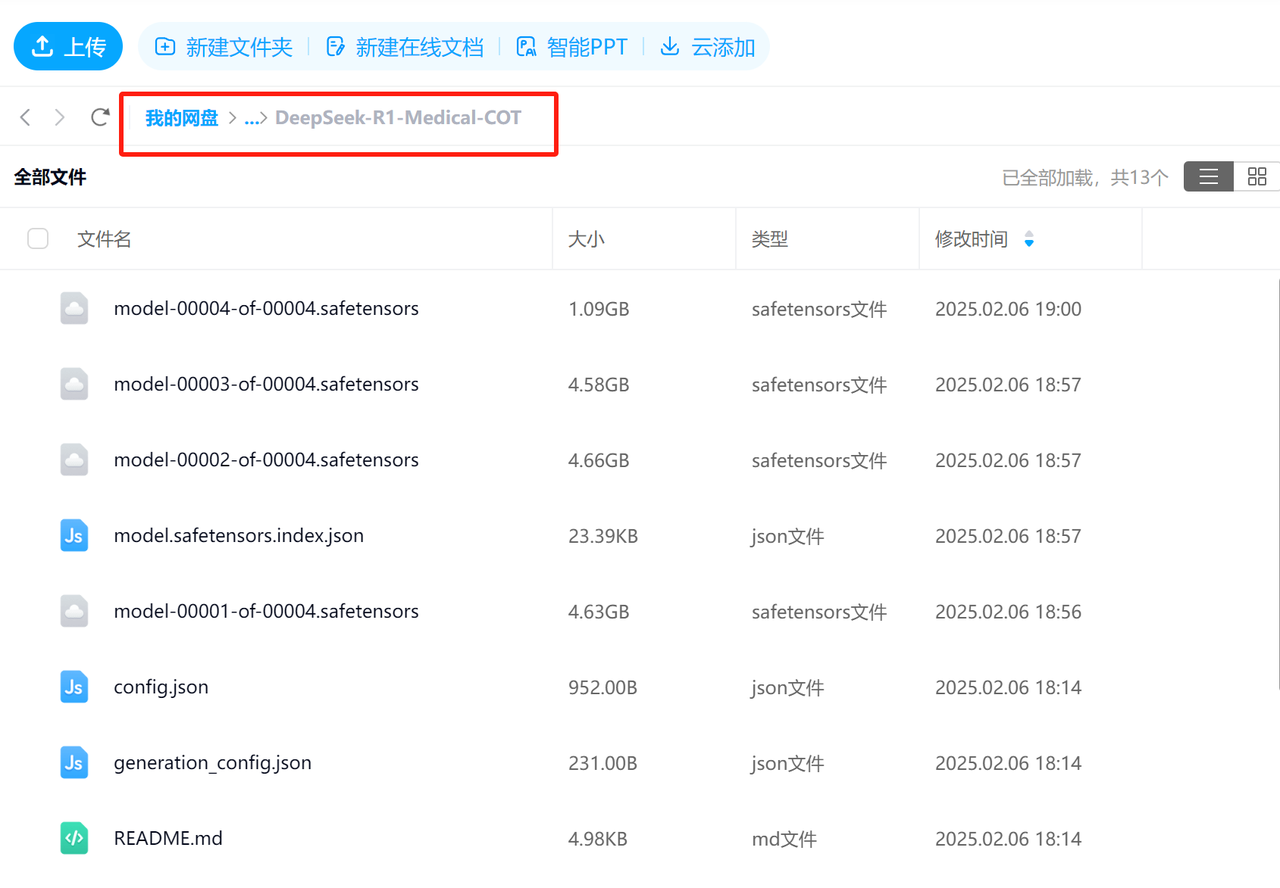 上传 新建文件夹 新建在线文档 智能PPT 云添加
我的网盘 > ...> DeepSeek-R1-Medical-COT
全部文件 已全部加载，共13个
文件名 大小 类型 修改时间
model-00004-of-00004.safetensors 1.09GB safetensors文件 2025.02.06 19:00
model-00003-of-00004.safetensors 4.58GB safetensors文件 2025.02.06 18:57
model-00002-of-00004.safetensors 4.66GB safetensors文件 2025.02.06 18:57
Js model.safetensors.index.json 23.39KB json文件 2025.02.06 18:57
model-00001-of-00004.safetensors 4.63GB safetensors文件 2025.02.06 18:56
Js config.json 952.00B json文件 2025.02.06 18:14
Js generation_config.json 231.00B json文件 2025.02.06 18:14
</> README.md 4.98KB md文件 2025.02.06 18:14